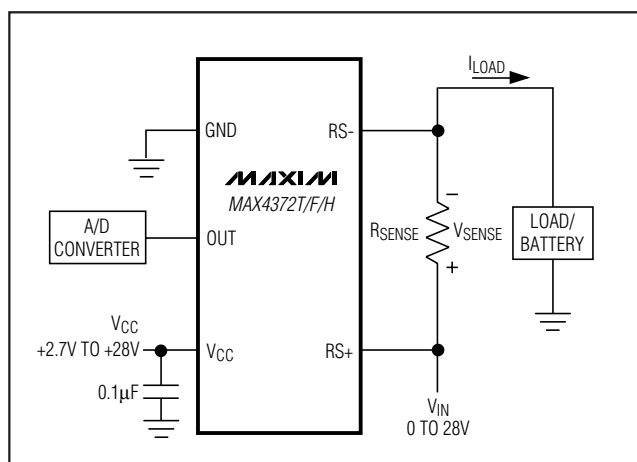 I_LOAD
GND
RS-
MAXIM
MAX4372T/F/H
A/D
CONVERTER
OUT
R_SENSE
−
V_SENSE
+
LOAD/
BATTERY
V_CC
+2.7V TO +28V
V_CC
RS+
0.1µF
V_IN
0 TO 28V